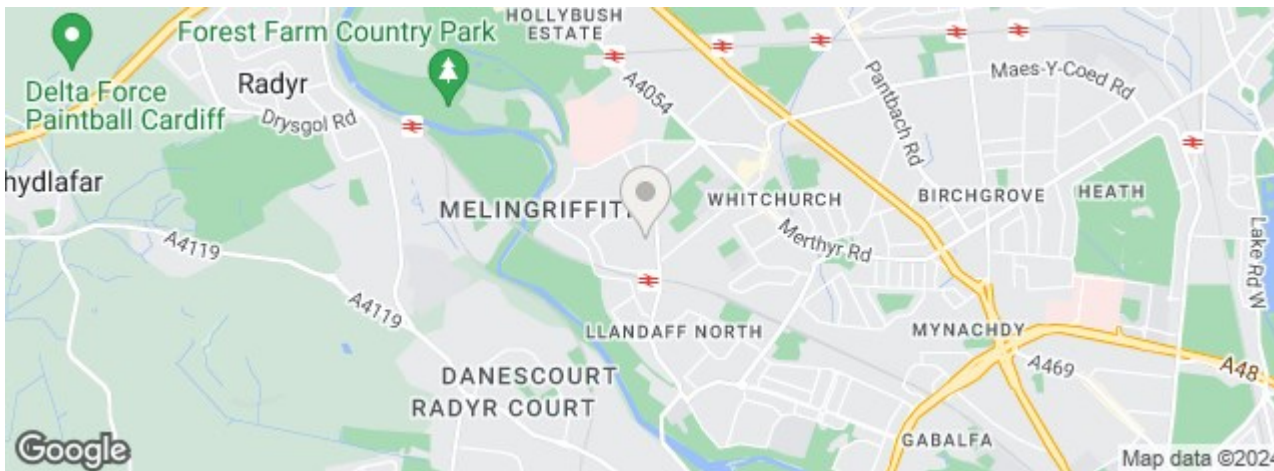 HOLLYBUSH
ESTATE
Forest Farm Country Park
Radyr
Delta Force
Paintball Cardiff
Drysgol Rd
A4054
Pantbach Rd
Maes-Y-Coed Rd
hydlafar
MELINGRIFFIT
WHITCHURCH
BIRCHGROVE
HEATH
A4119
Merthyr Rd
Lake Rd W
A4119
LLANDAFF NORTH
MYNACHDY
A469
A48
DANESCOURT
RADYR COURT
GABALFA
Google
Map data ©2024